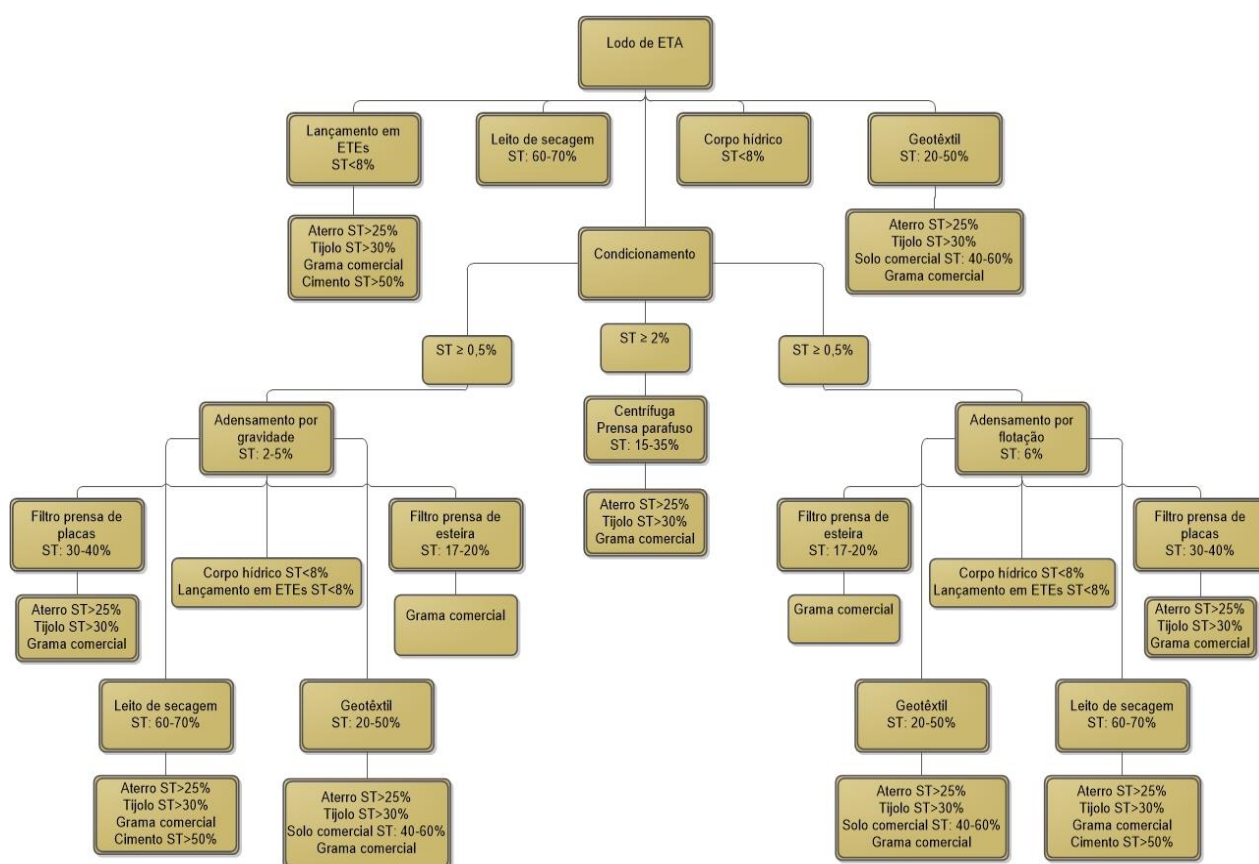 Lodo de ETA
Lançamento em
ETEs
ST<8%
Leito de secagem
ST: 60-70%
Corpo hídrico
ST<8%
Geotêxtil
ST: 20-50%
Aterro ST>25%
Tijolo ST>30%
Grama comercial
Cimento ST>50%
Condicionamento
Aterro ST>25%
Tijolo ST>30%
Solo comercial ST: 40-60%
Grama comercial
ST ≥ 0,5%
ST ≥ 2%
ST ≥ 0,5%
Adensamento por
gravidade
ST: 2-5%
Centrífuga
Prensa parafuso
ST: 15-35%
Adensamento por
flotação
ST: 6%
Filtro prensa de
placas
ST: 30-40%
Corpo hídrico ST<8%
Lançamento em ETEs ST<8%
Filtro prensa de
esteira
ST: 17-20%
Aterro ST>25%
Tijolo ST>30%
Grama comercial
Filtro prensa de
esteira
ST: 17-20%
Corpo hídrico ST<8%
Lançamento em ETEs ST<8%
Filtro prensa de
placas
ST: 30-40%
Aterro ST>25%
Tijolo ST>30%
Grama comercial
Grama comercial
Grama comercial
Aterro ST>25%
Tijolo ST>30%
Grama comercial
Leito de secagem
ST: 60-70%
Geotêxtil
ST: 20-50%
Geotêxtil
ST: 20-50%
Leito de secagem
ST: 60-70%
Aterro ST>25%
Tijolo ST>30%
Grama comercial
Cimento ST>50%
Aterro ST>25%
Tijolo ST>30%
Solo comercial ST: 40-60%
Grama comercial
Aterro ST>25%
Tijolo ST>30%
Solo comercial ST: 40-60%
Grama comercial
Aterro ST>25%
Tijolo ST>30%
Grama comercial
Cimento ST>50%